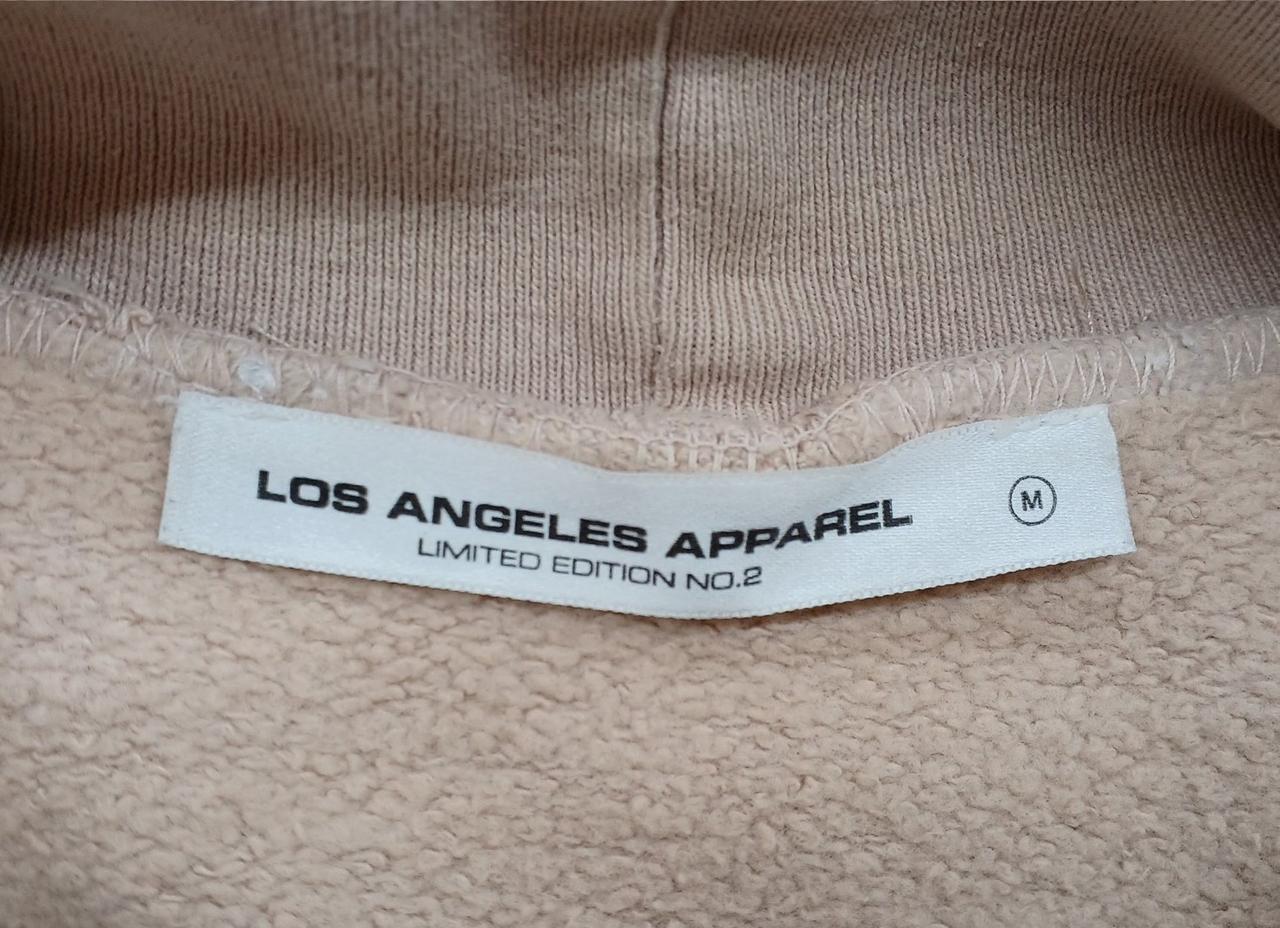 LOS ANGELES APPAREL
LIMITED EDITION NO.2
M